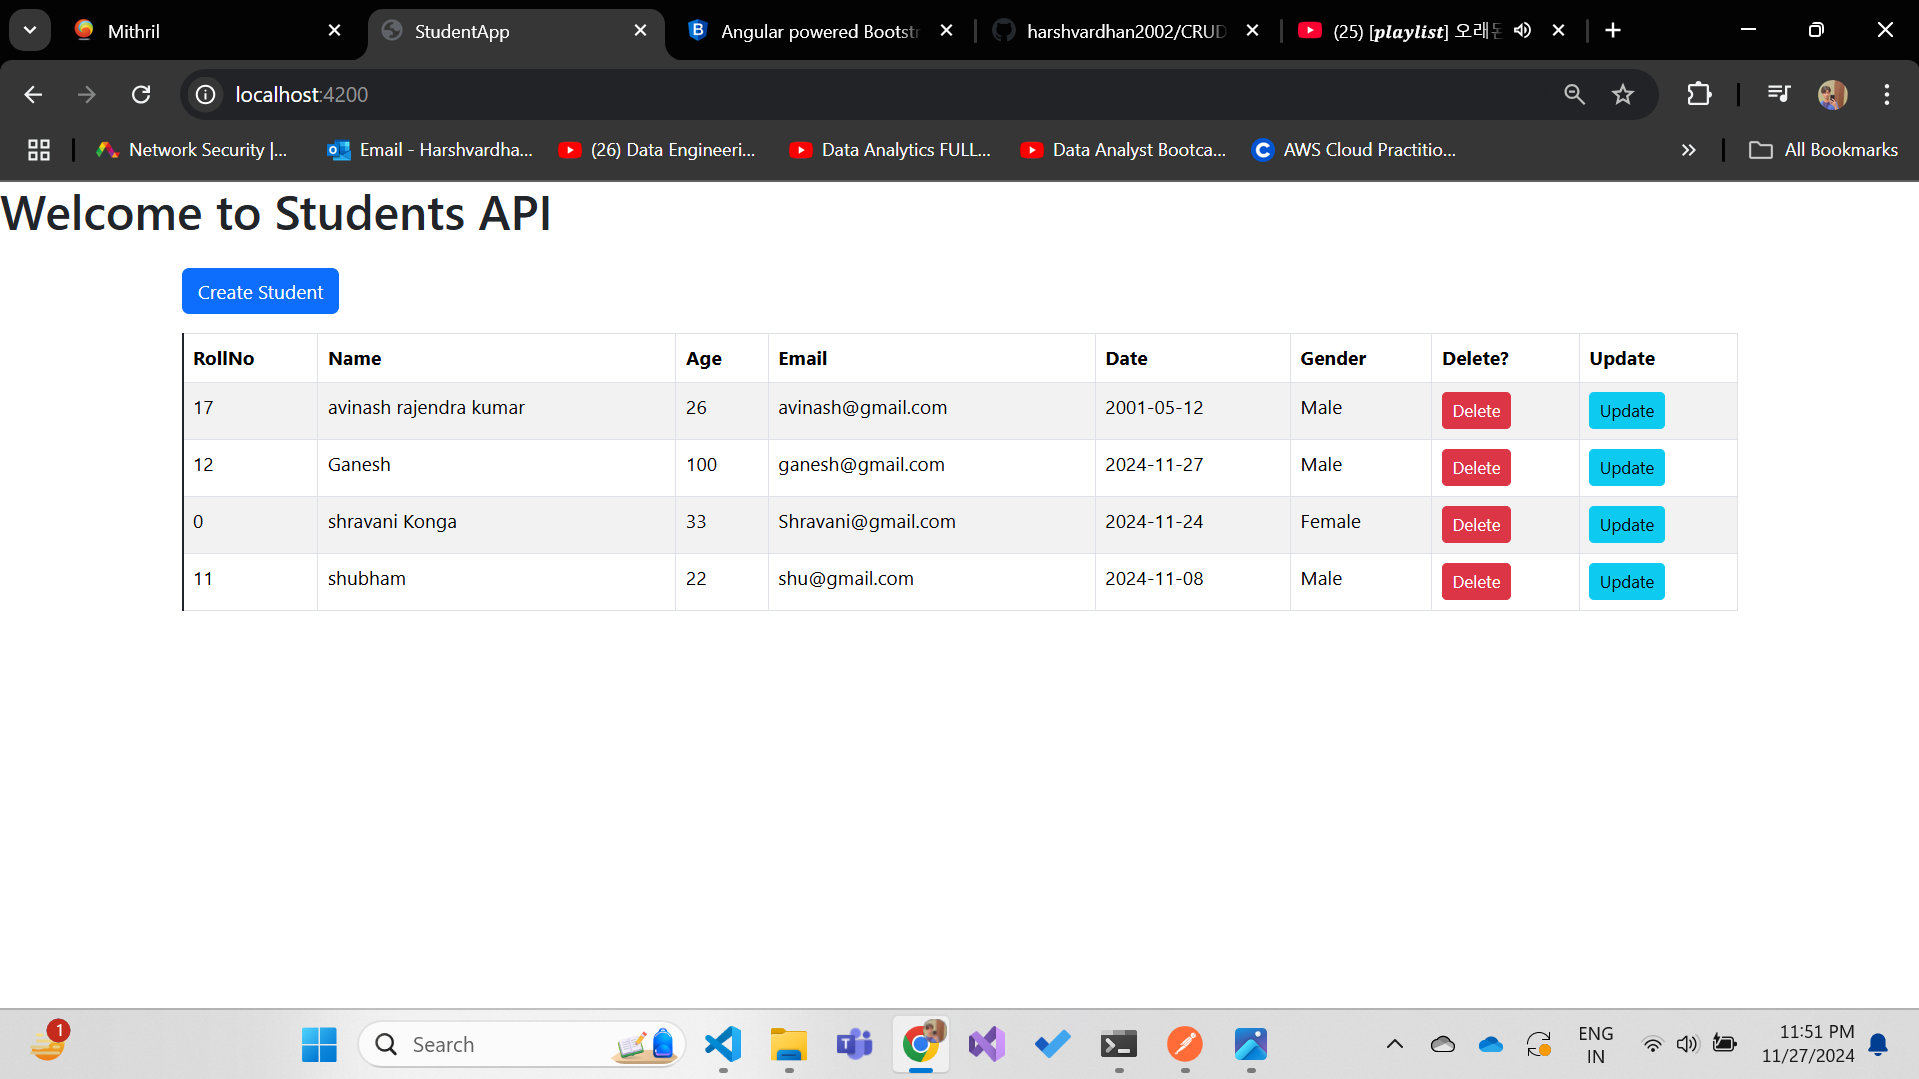 Mithril
StudentApp
Angular powered Bootstr
harshvardhan2002/CRUD
(25) [playlist] 오래된
localhost:4200
Network Security |...
Email - Harshvardha...
(26) Data Engineeri...
Data Analytics FULL...
Data Analyst Bootca...
AWS Cloud Practitio...
All Bookmarks
Welcome to Students API
Create Student
RollNo Name Age Email Date Gender Delete? Update
17 avinash rajendra kumar 26 avinash@gmail.com 2001-05-12 Male Delete Update
12 Ganesh 100 ganesh@gmail.com 2024-11-27 Male Delete Update
0 shravani Konga 33 Shravani@gmail.com 2024-11-24 Female Delete Update
11 shubham 22 shu@gmail.com 2024-11-08 Male Delete Update
1
Search
ENG
IN
11:51 PM
11/27/2024